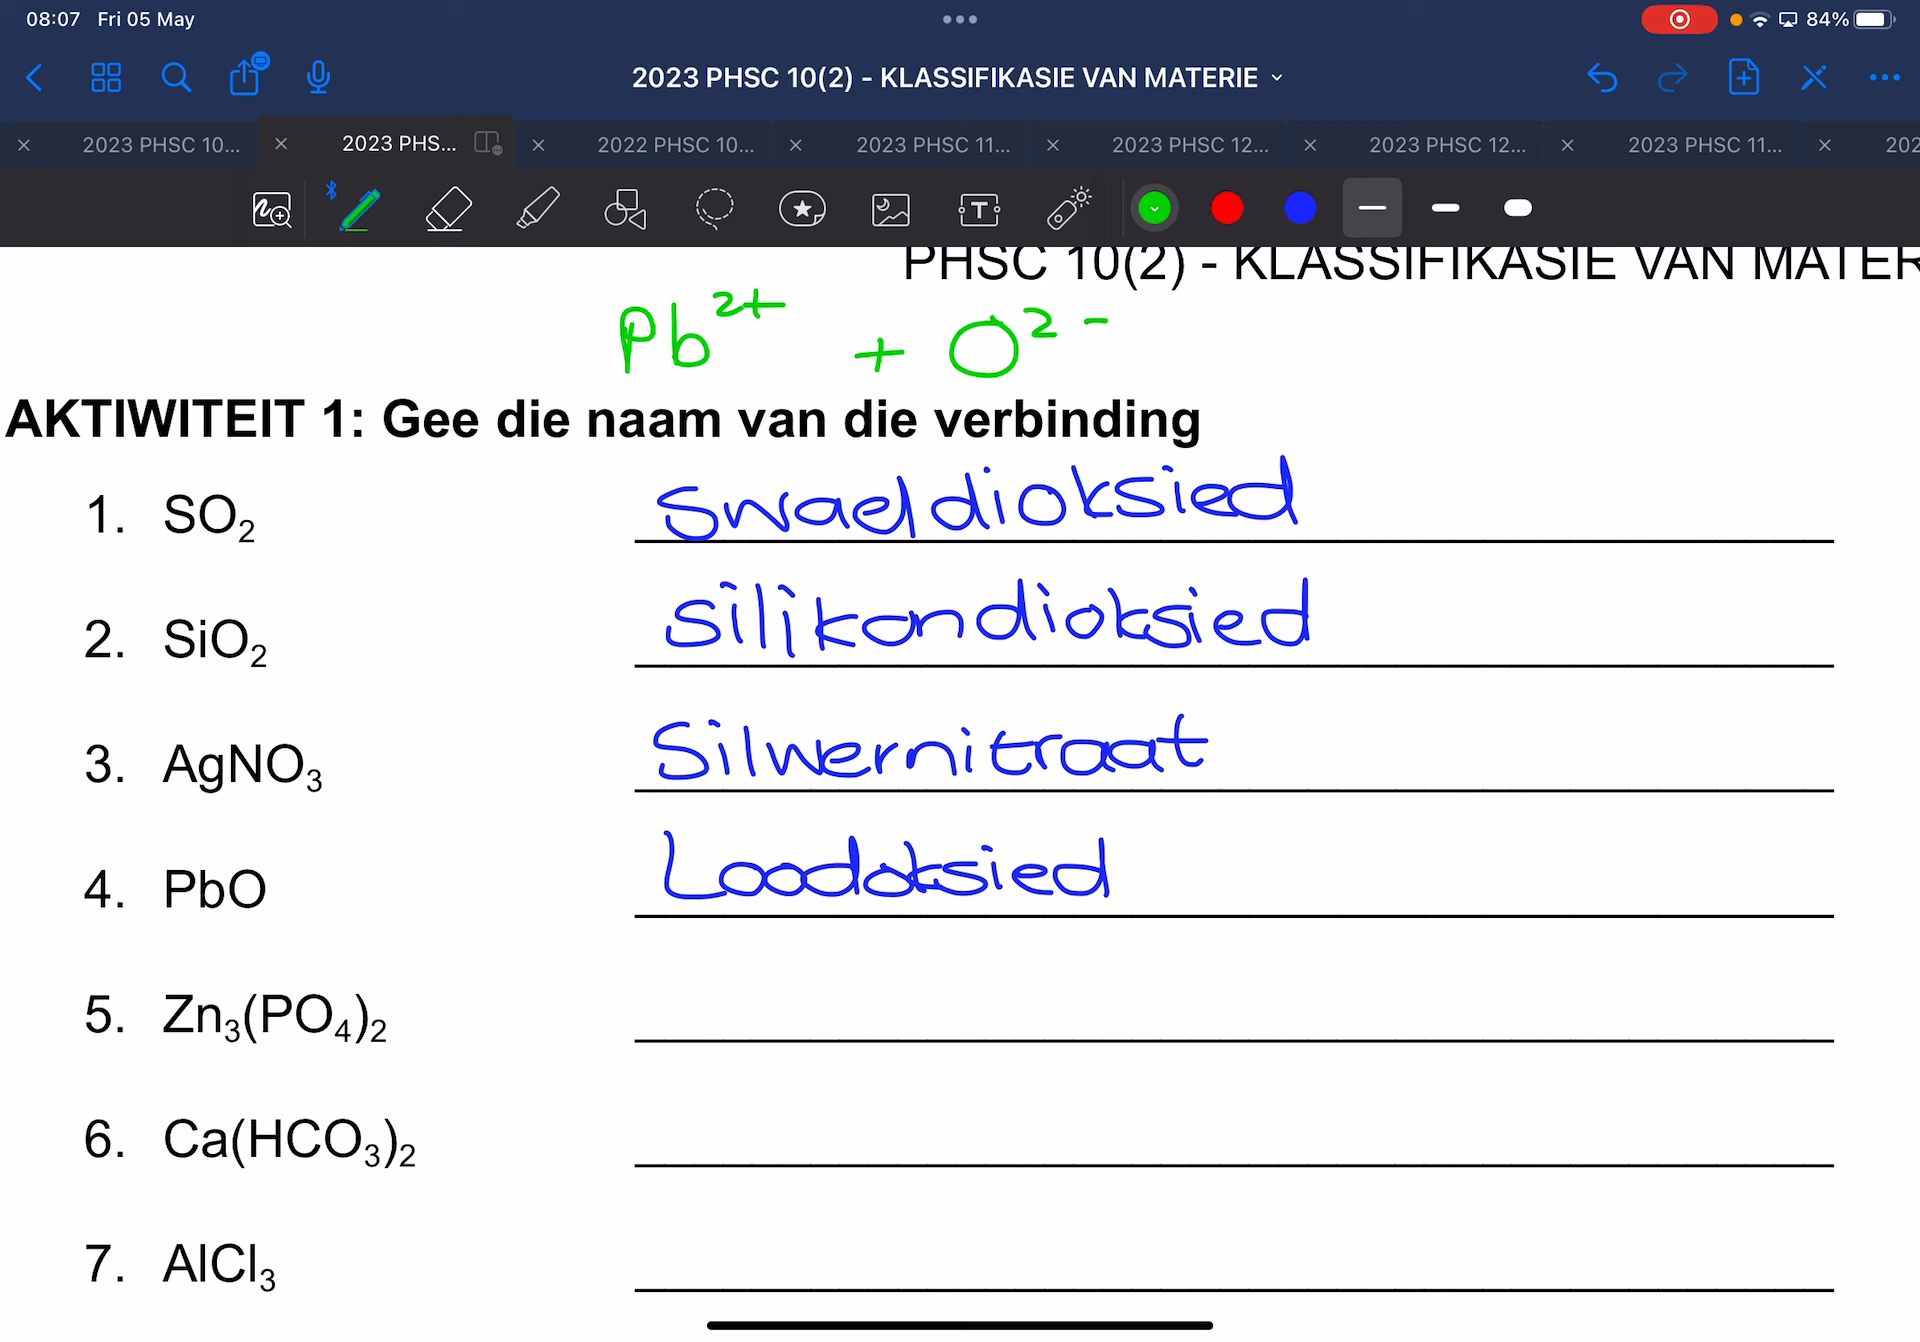 08:07 Fri 05 May 84%
2023 PHSC 10(2) - KLASSIFIKASIE VAN MATERIE
2023 PHSC 10... 2023 PHS... 2022 PHSC 10... 2023 PHSC 11... 2023 PHSC 12... 2023 PHSC 12... 2023 PHSC 11... 202
PHSC 10(2) - KLASSIFIKASIE VAN MATER
Pb²⁺ + O²⁻
AKTIWITEIT 1: Gee die naam van die verbinding
1. SO₂ Swaeldioksied
2. SiO₂ Silikondioksied
3. AgNO₃ Silwernitraat
4. PbO Loodoksied
5. Zn₃(PO₄)₂
6. Ca(HCO₃)₂
7. AlCl₃